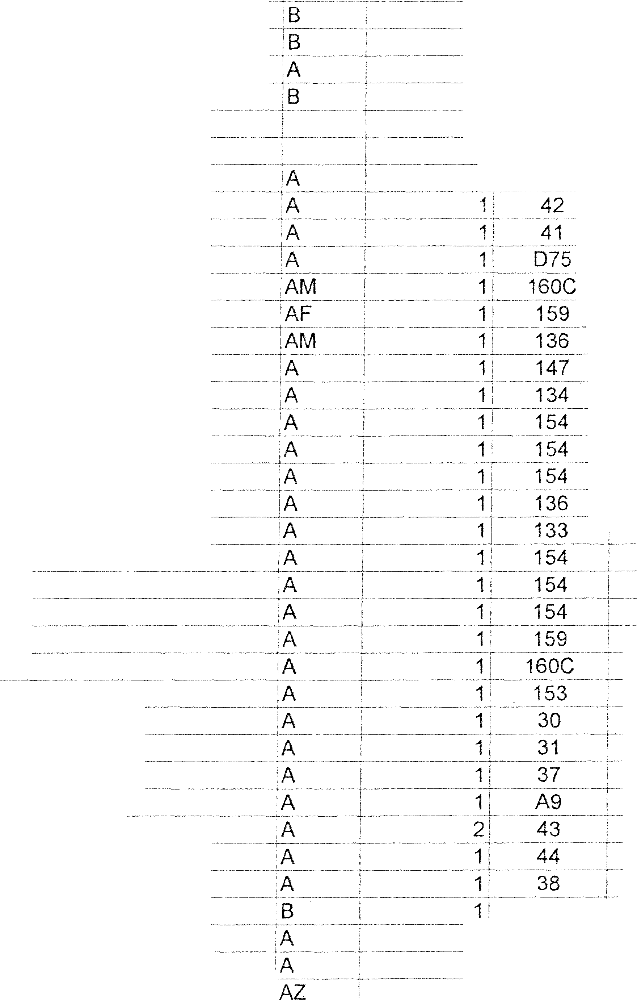 B
B
A
B
A
A 1 42
A 1 41
A 1 D75
AM 1 160C
AF 1 159
AM 1 136
A 1 147
A 1 134
A 1 154
A 1 154
A 1 154
A 1 136
A 1 133
A 1 154
A 1 154
A 1 154
A 1 159
A 1 160C
A 1 153
A 1 30
A 1 31
A 1 37
A 1 A9
A 2 43
A 1 44
A 1 38
B 1
A
A
AZ